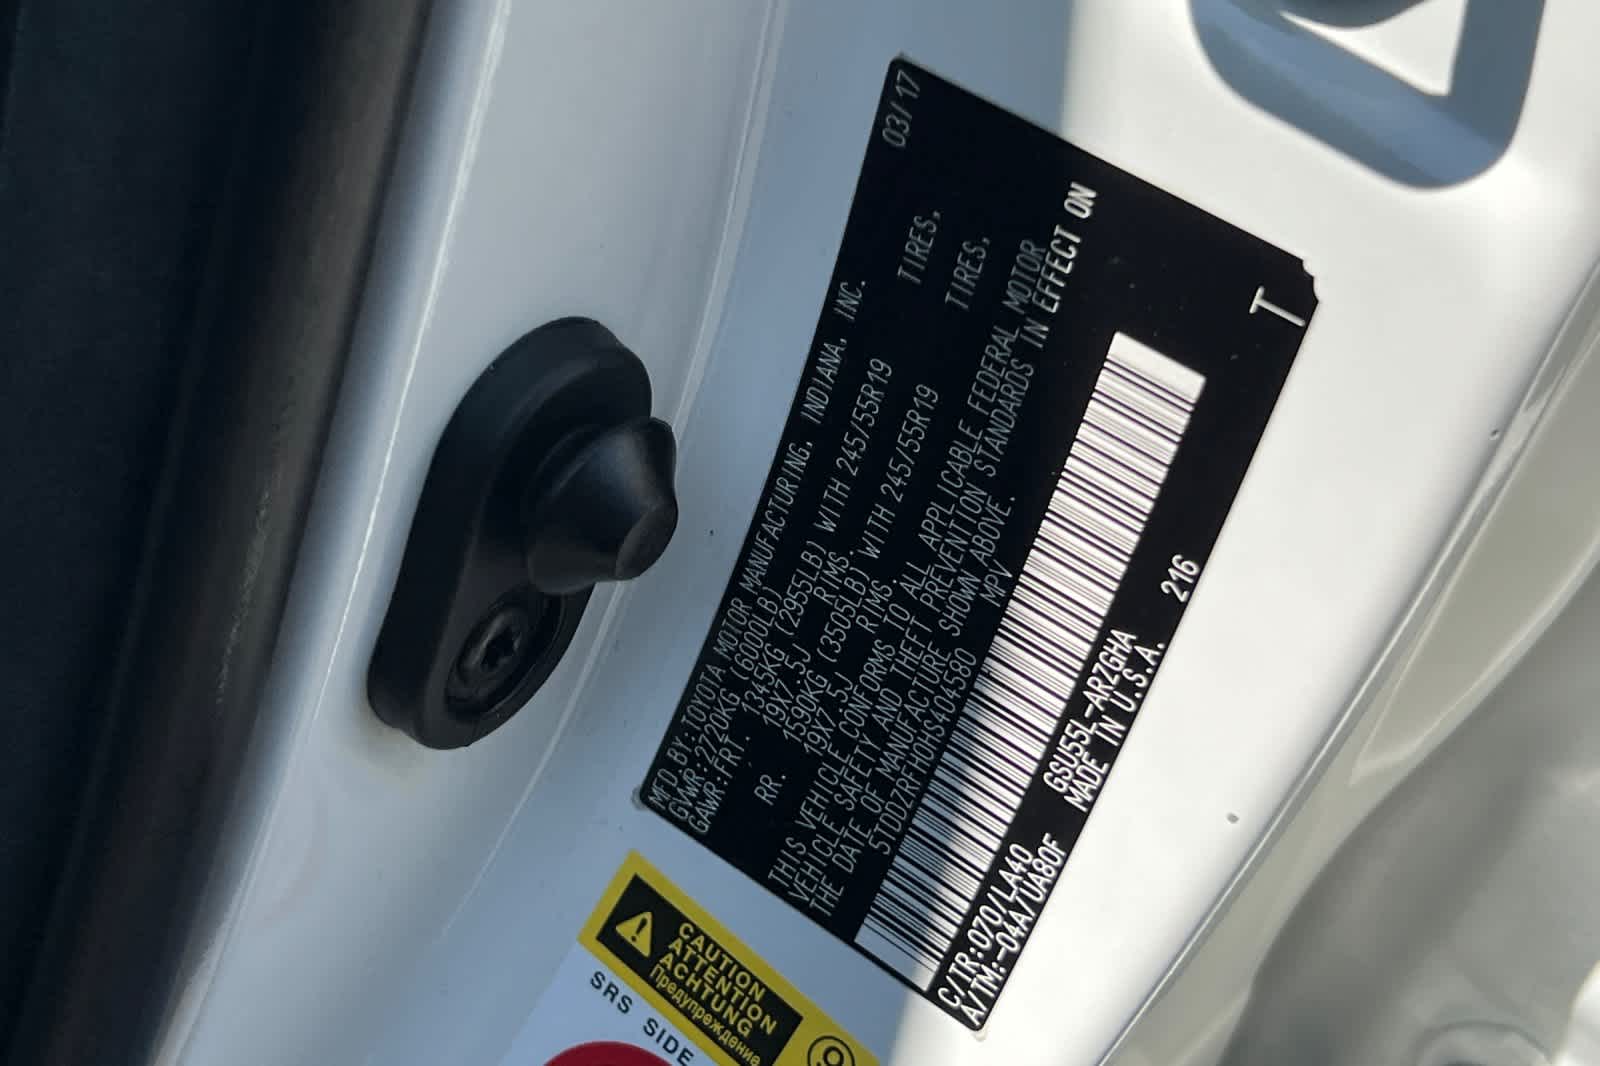 MFD BY:TOYOTA MOTOR MANUFACTURING, INDIANA, INC. 03/17
GVWR:2720KG (6000LB)
GAWR:FRT. 1345KG (2955LB) WITH 245/55R19 TIRES,
19X7.5J RIMS.
RR. 1590KG (3505LB) WITH 245/55R19 TIRES,
19X7.5J RIMS.
THIS VEHICLE CONFORMS TO ALL APPLICABLE FEDERAL MOTOR
VEHICLE SAFETY AND THEFT PREVENTION STANDARDS IN EFFECT ON
THE DATE OF MANUFACTURE SHOWN ABOVE.
5TDDZRFH0HS404580 MPV
C/TR:070/LA40 GSU55L-ARZGHA 216
A/TM:-04A/UA80F MADE IN U.S.A.
T
CAUTION
ATTENTION
ACHTUNG
Предупреждение
SRS SIDE